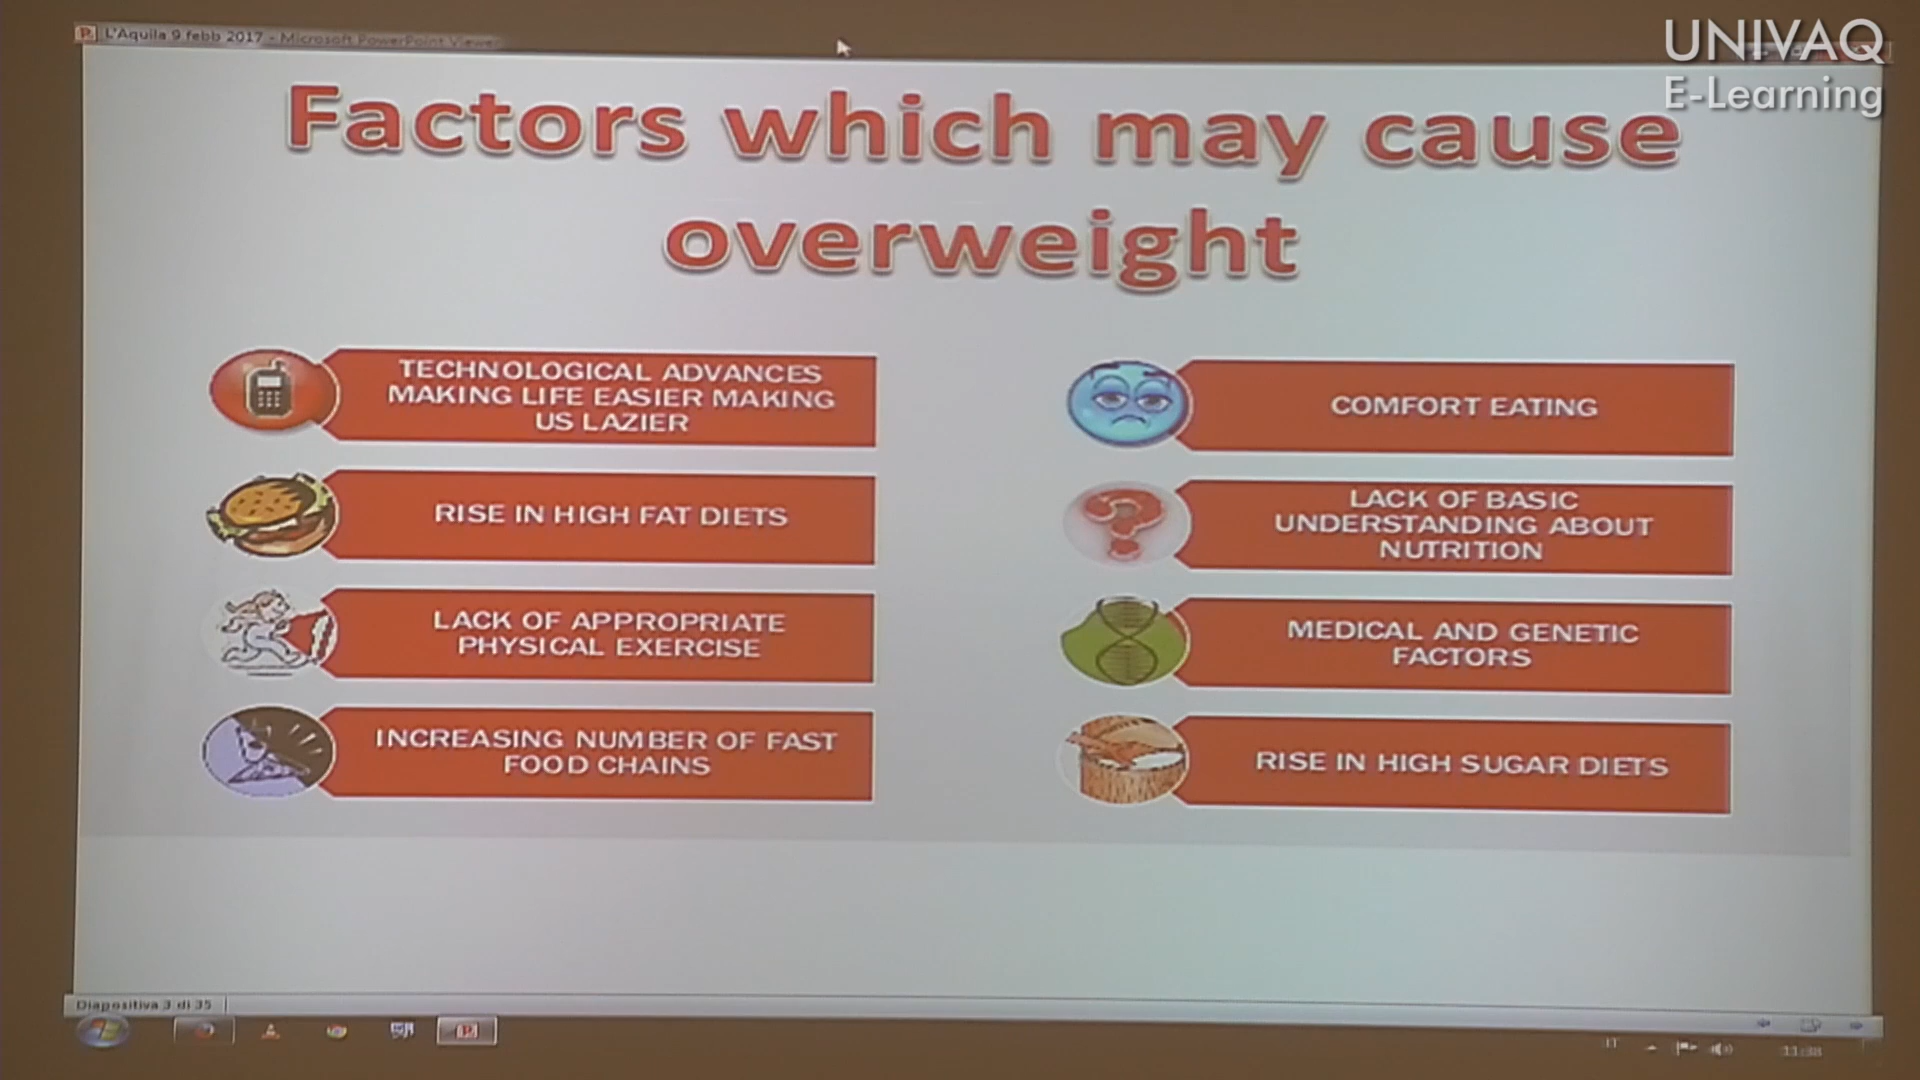 L'Aquila 9 febb 2017 - Microsoft PowerPoint Viewer
UNIVAQ
E-Learning
Factors which may cause
overweight
TECHNOLOGICAL ADVANCES
MAKING LIFE EASIER MAKING
US LAZIER
RISE IN HIGH FAT DIETS
LACK OF APPROPRIATE
PHYSICAL EXERCISE
INCREASING NUMBER OF FAST
FOOD CHAINS
COMFORT EATING
LACK OF BASIC
UNDERSTANDING ABOUT
NUTRITION
MEDICAL AND GENETIC
FACTORS
RISE IN HIGH SUGAR DIETS
Diapositiva 3 di 35
IT
11:38